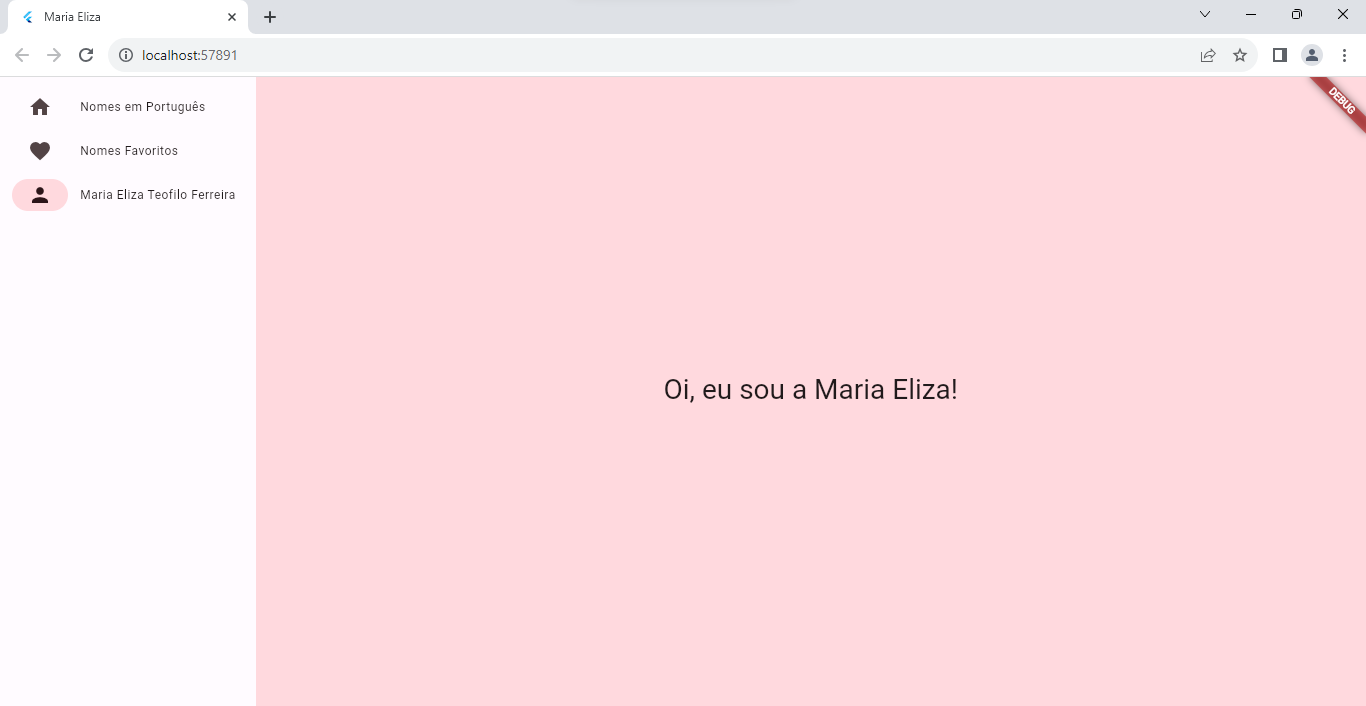 Maria Eliza
localhost:57891
Nomes em Português
Nomes Favoritos
Maria Eliza Teofilo Ferreira
DEBUG
Oi, eu sou a Maria Eliza!